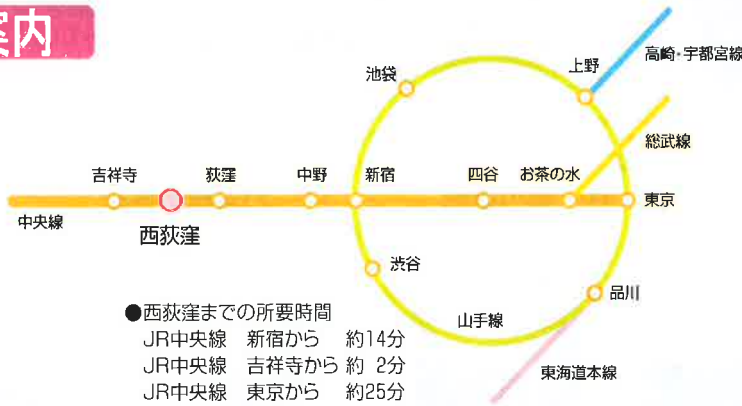 案内
池袋
上野
高崎・宇都宮線
総武線
吉祥寺
荻窪
中野
新宿
四谷
お茶の水
東京
中央線
西荻窪
渋谷
品川
山手線
東海道本線
●西荻窪までの所要時間
JR中央線 新宿から 約14分
JR中央線 吉祥寺から 約 2分
JR中央線 東京から 約25分